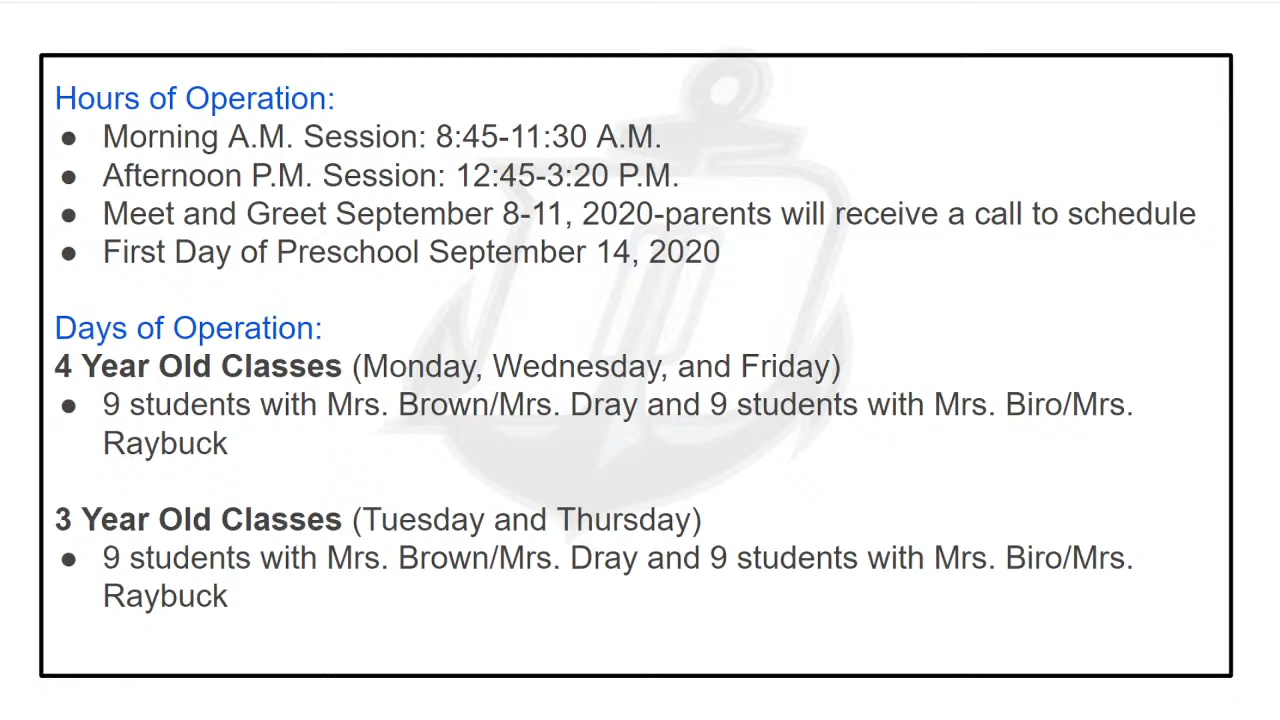 Hours of Operation:
● Morning A.M. Session: 8:45-11:30 A.M.
● Afternoon P.M. Session: 12:45-3:20 P.M.
● Meet and Greet September 8-11, 2020-parents will receive a call to schedule
● First Day of Preschool September 14, 2020
Days of Operation:
4 Year Old Classes (Monday, Wednesday, and Friday)
● 9 students with Mrs. Brown/Mrs. Dray and 9 students with Mrs. Biro/Mrs.
Raybuck
3 Year Old Classes (Tuesday and Thursday)
● 9 students with Mrs. Brown/Mrs. Dray and 9 students with Mrs. Biro/Mrs.
Raybuck